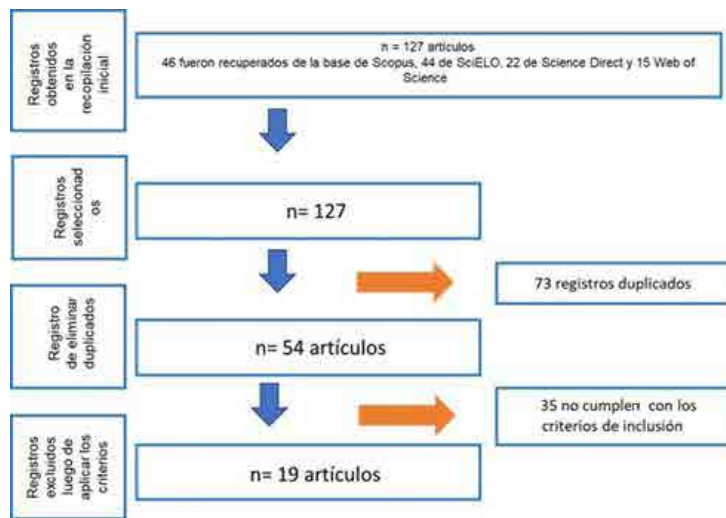 Registros
obtenidos
en la
recopilación
inicial
n = 127 artículos
46 fueron recuperados de la base de Scopus, 44 de SciELO, 22 de Science Direct y 15 Web of
Science
Registros
seleccionad
os
n= 127
73 registros duplicados
Registro
de eliminar
duplicados
n= 54 artículos
35 no cumplen con los
criterios de inclusión
Registros
excluidos
luego de
aplicar los
criterios
n= 19 artículos